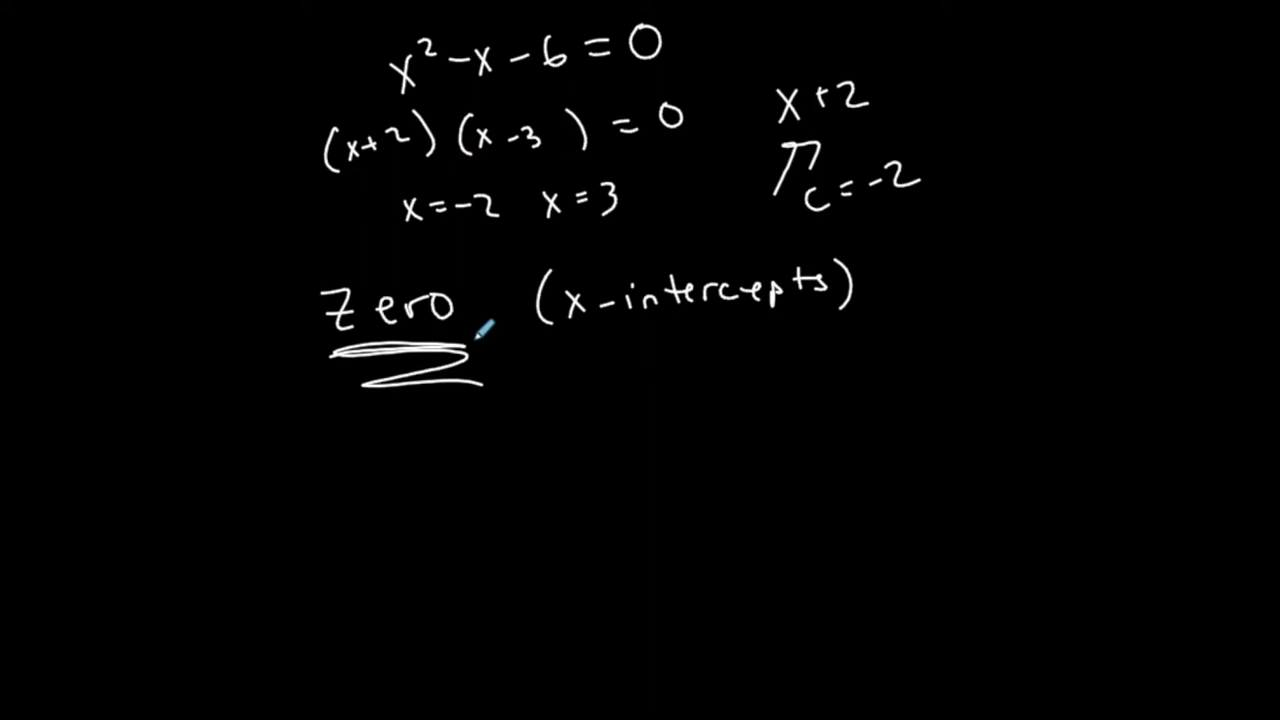 x² - x - 6 = 0
(x+2) (x-3) = 0
x = -2 x = 3
x + 2
c = -2
Zero (x-intercepts)